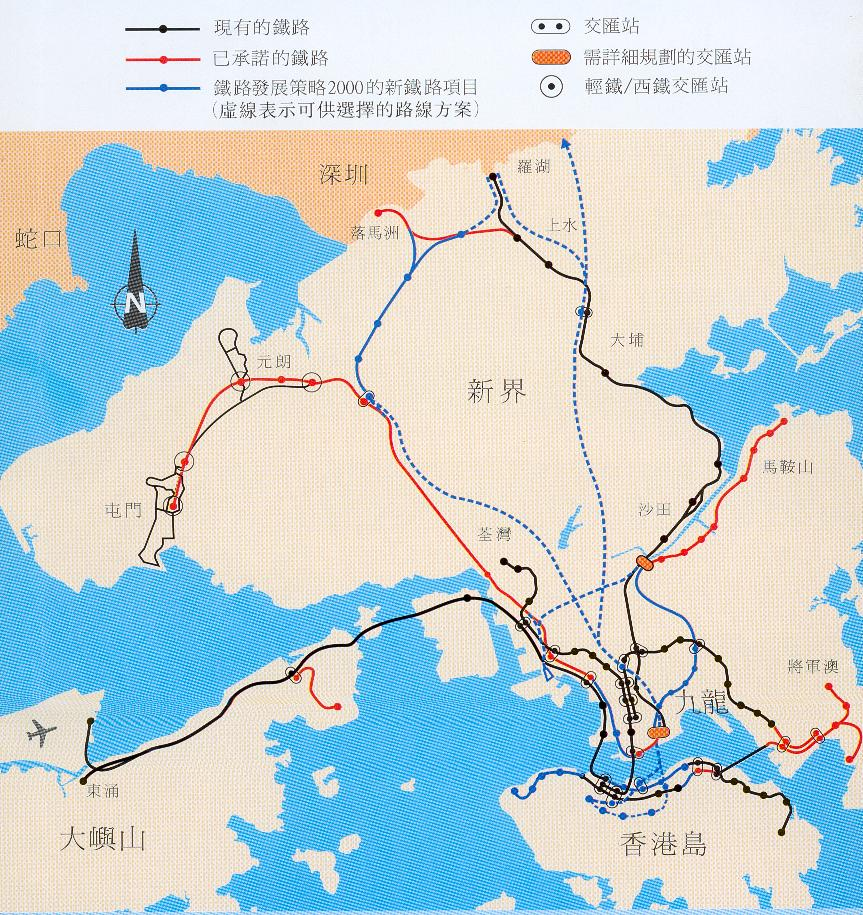 現有的鐵路
交匯站
已承諾的鐵路
需詳細規劃的交匯站
鐵路發展策略2000的新鐵路項目
輕鐵/西鐵交匯站
(虛線表示可供選擇的路線方案)
深圳
羅湖
蛇口
落馬洲
上水
N
元朗
大埔
新界
馬鞍山
屯門
沙田
荃灣
將軍澳
九龍
東涌
大嶼山
香港島